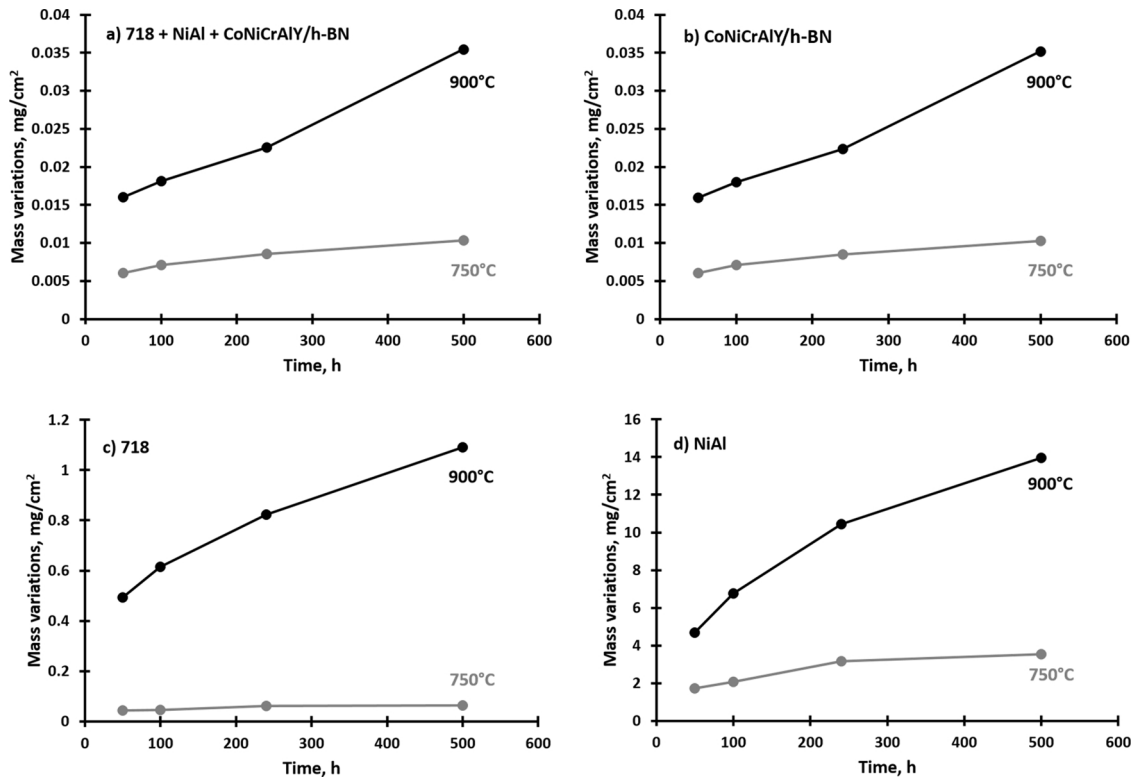 a) 718 + NiAl + CoNiCrAlY/h-BN
Mass variations, mg/cm²
0.04
0.035
0.03
0.025
0.02
0.015
0.01
0.005
0
900°C
750°C
0 100 200 300 400 500 600
Time, h
b) CoNiCrAlY/h-BN
Mass variations, mg/cm²
0.04
0.035
0.03
0.025
0.02
0.015
0.01
0.005
0
900°C
750°C
0 100 200 300 400 500 600
Time, h
c) 718
Mass variations, mg/cm²
1.2
1
0.8
0.6
0.4
0.2
0
900°C
750°C
0 100 200 300 400 500 600
Time, h
d) NiAl
Mass variations, mg/cm²
16
14
12
10
8
6
4
2
0
900°C
750°C
0 100 200 300 400 500 600
Time, h